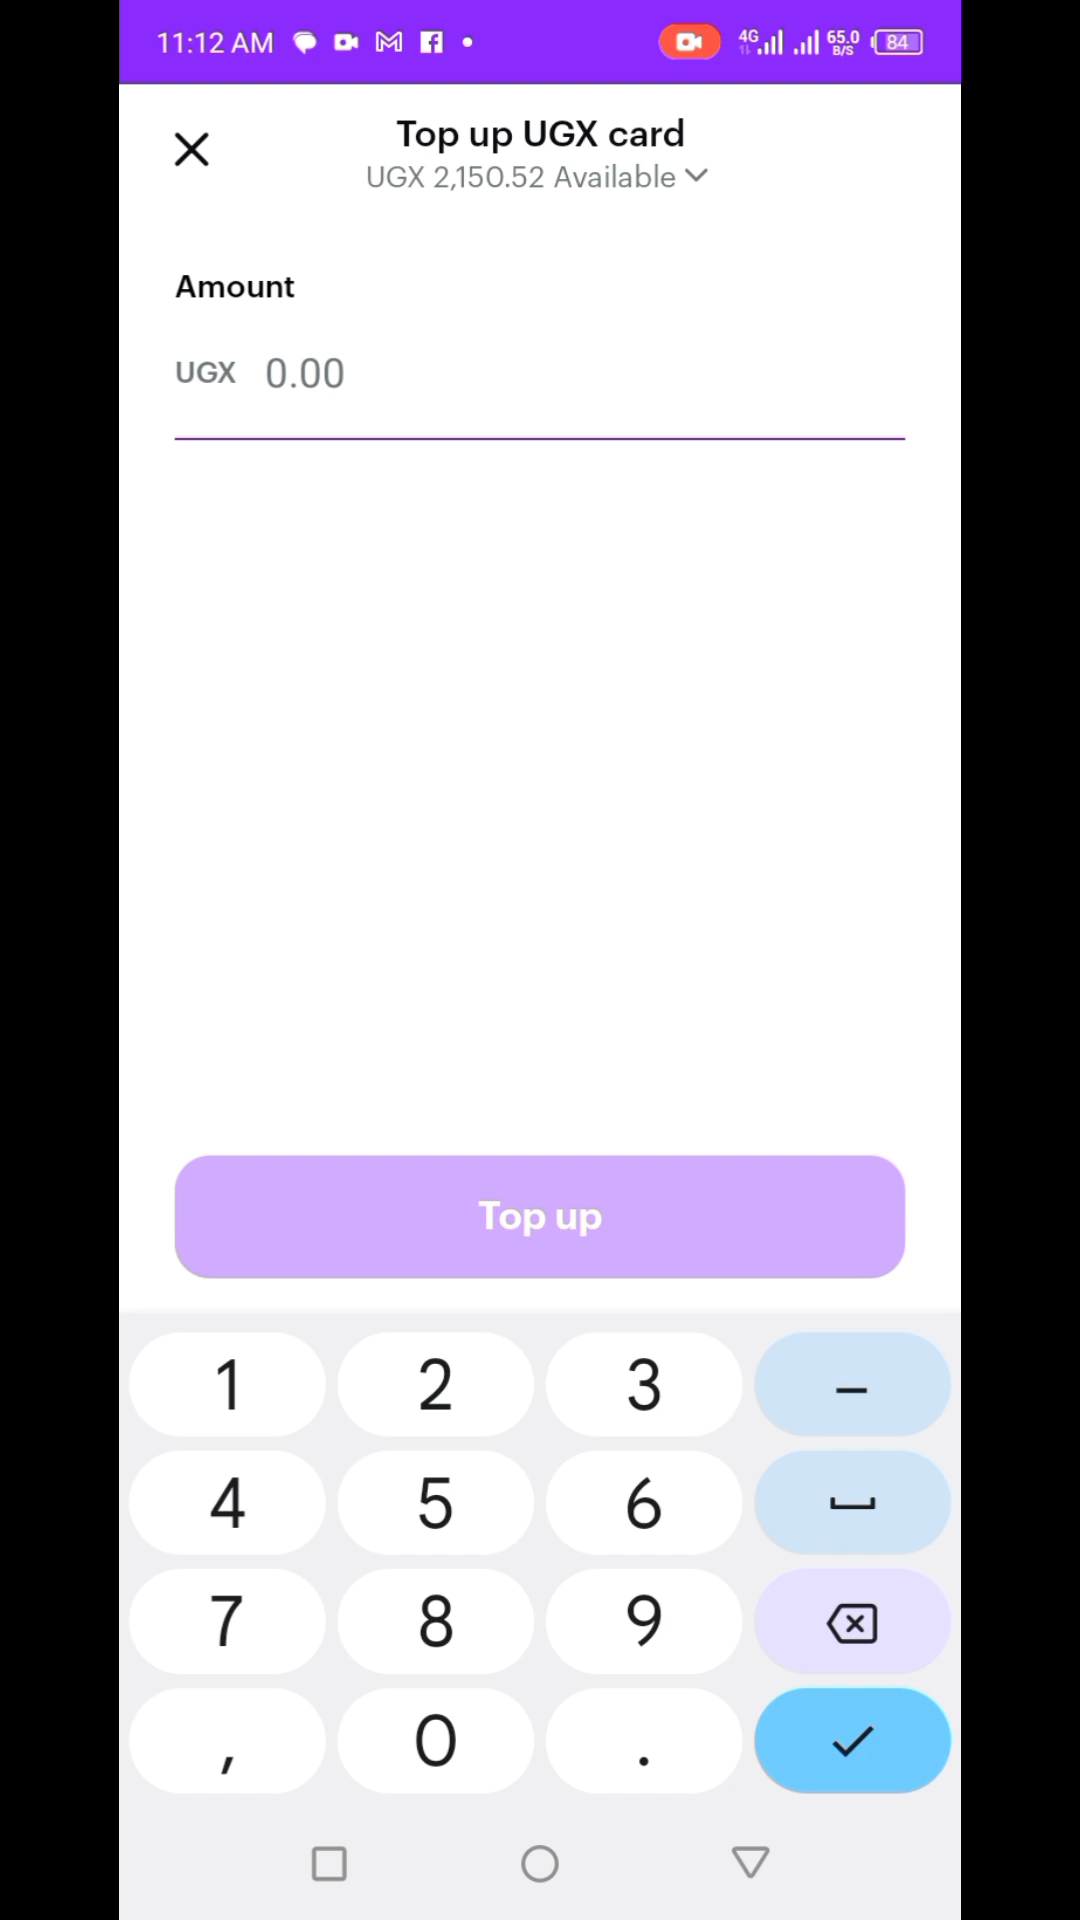 11:12 AM
4G
65.0
B/S
84
Top up UGX card
UGX 2,150.52 Available
Amount
UGX 0.00
Top up
1 2 3 –
4 5 6
7 8 9
, 0 .